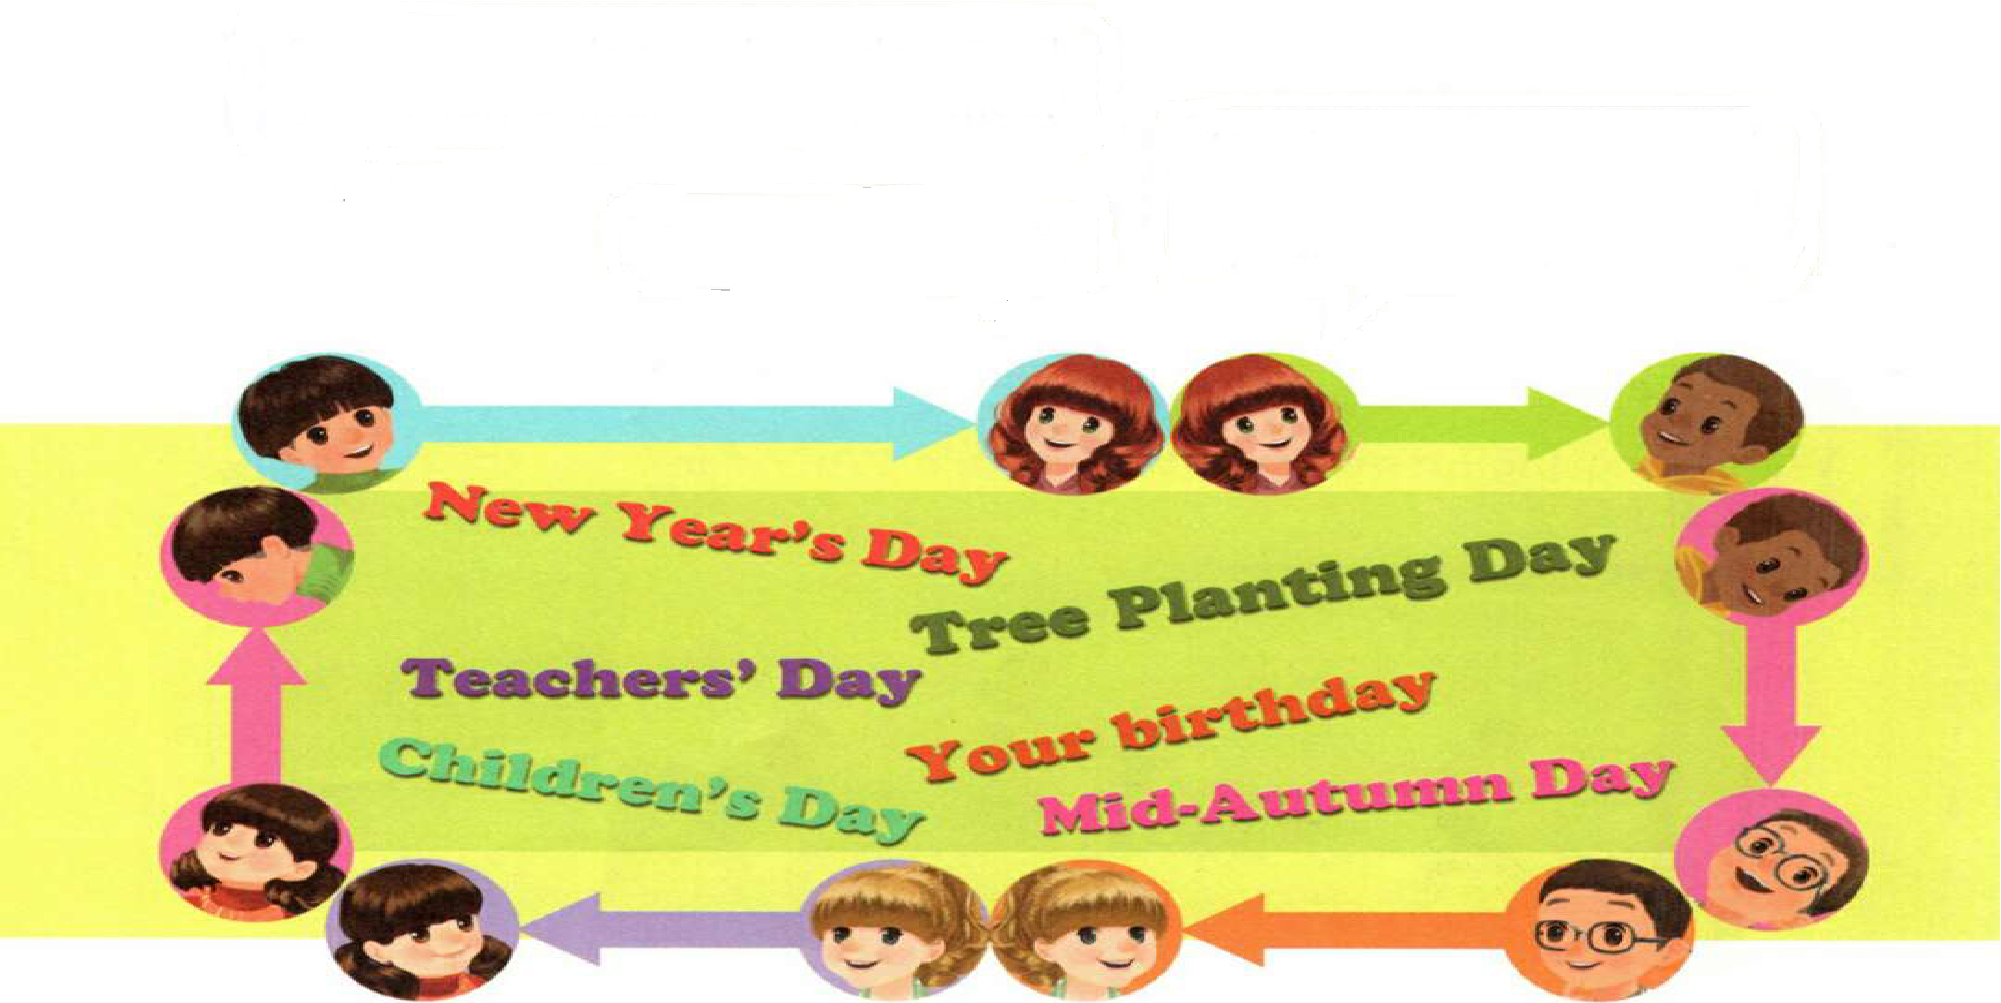 New Year's Day
Tree Planting Day
Teachers' Day
Your birthday
Children's Day
Mid-Autumn Day